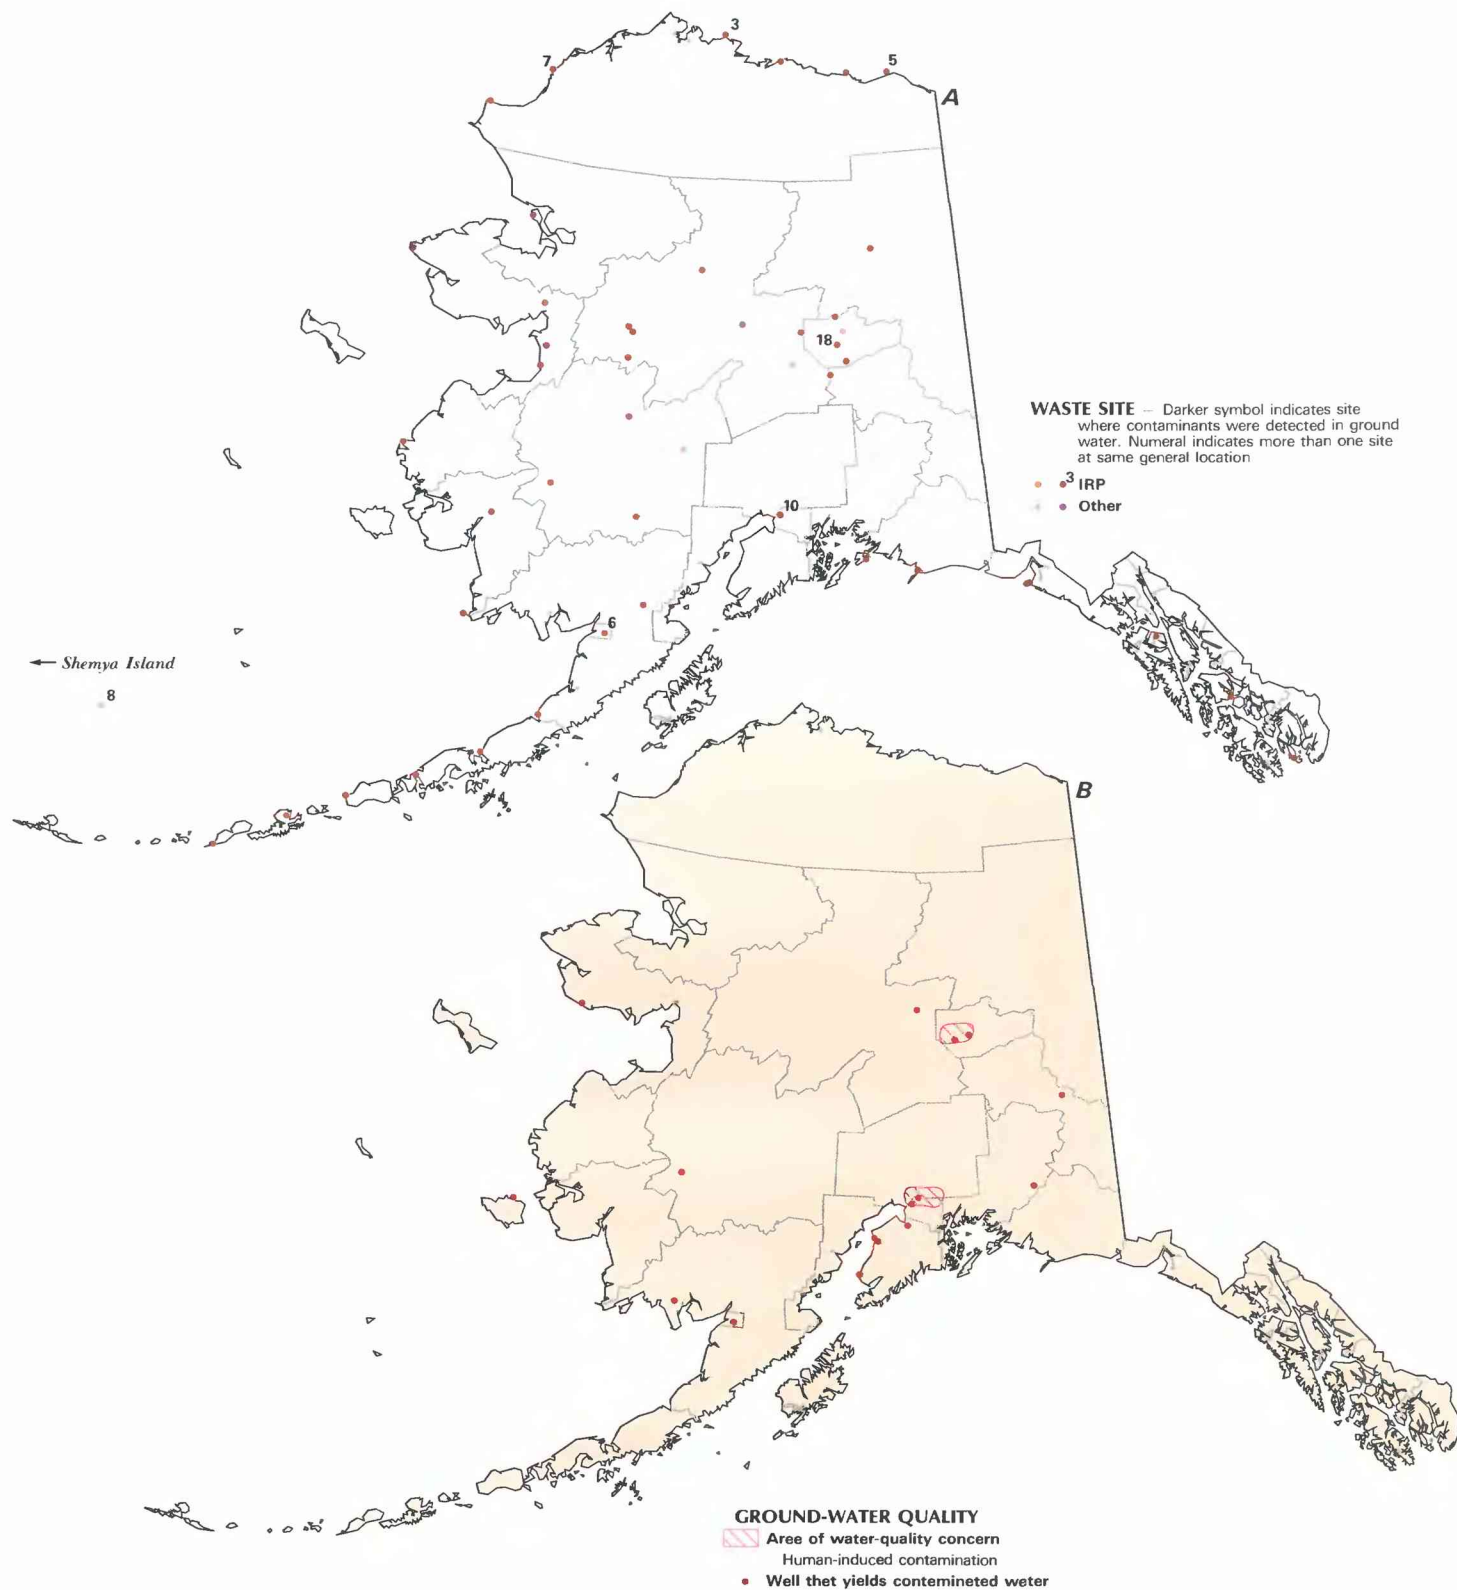 3
7
5
A
18
WASTE SITE — Darker symbol indicates site
where contaminants were detected in ground
water. Numeral indicates more than one site
at same general location
3 IRP
Other
10
6
← Shemya Island
8
B
GROUND-WATER QUALITY
Aree of water-quality concern
Human-induced contamination
Well thet yields contemineted weter